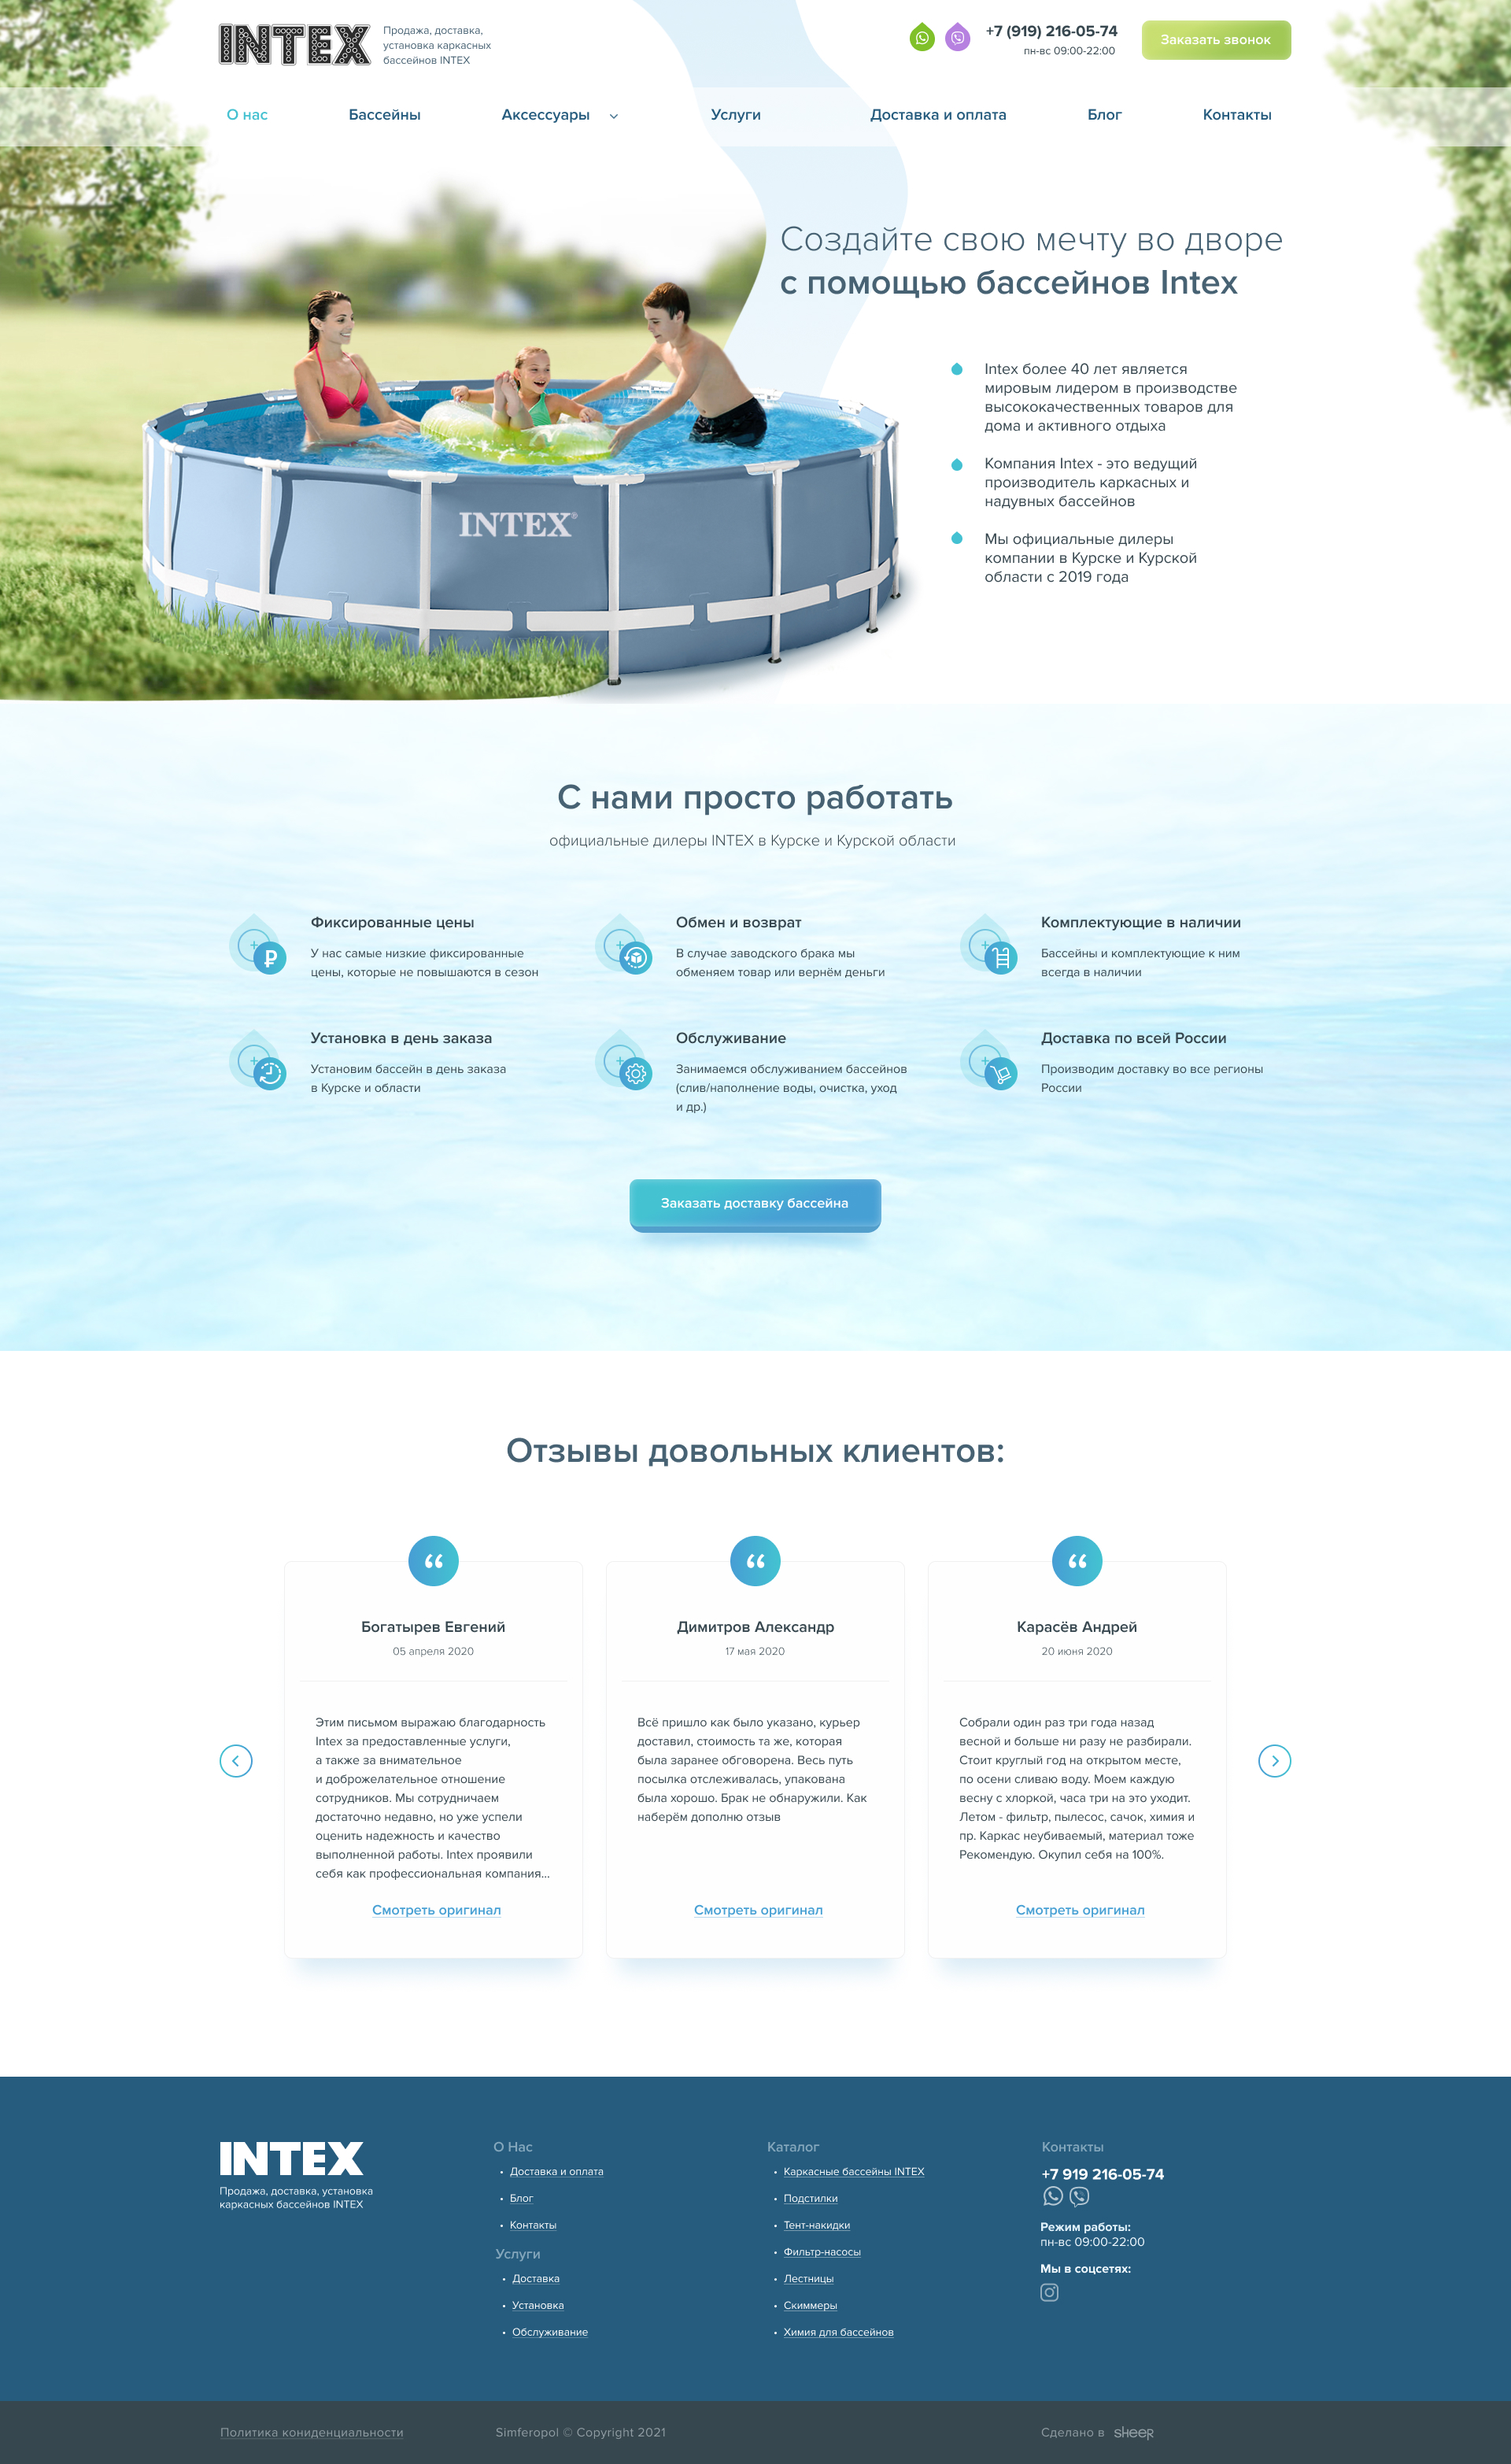 INTEX
Продажа, доставка,
установка каркасных
бассейнов INTEX
+7 (919) 216-05-74
пн-вс 09:00-22:00
Заказать звонок
О нас
Бассейны
Аксессуары
Услуги
Доставка и оплата
Блог
Контакты
Создайте свою мечту во дворе
с помощью бассейнов Intex
Intex более 40 лет является
мировым лидером в производстве
высококачественных товаров для
дома и активного отдыха
Компания Intex - это ведущий
производитель каркасных и
надувных бассейнов
Мы официальные дилеры
компании в Курске и Курской
области с 2019 года
INTEX®
С нами просто работать
официальные дилеры INTEX в Курске и Курской области
Фиксированные цены
У нас самые низкие фиксированные
цены, которые не повышаются в сезон
Обмен и возврат
В случае заводского брака мы
обменяем товар или вернём деньги
Комплектующие в наличии
Бассейны и комплектующие к ним
всегда в наличии
Установка в день заказа
Установим бассейн в день заказа
в Курске и области
Обслуживание
Занимаемся обслуживанием бассейнов
(слив/наполнение воды, очистка, уход
и др.)
Доставка по всей России
Производим доставку во все регионы
России
Заказать доставку бассейна
Отзывы довольных клиентов:
Богатырев Евгений
05 апреля 2020
Этим письмом выражаю благодарность
Intex за предоставленные услуги,
а также за внимательное
и доброжелательное отношение
сотрудников. Мы сотрудничаем
достаточно недавно, но уже успели
оценить надежность и качество
выполненной работы. Intex проявили
себя как профессиональная компания...
Смотреть оригинал
Димитров Александр
17 мая 2020
Всё пришло как было указано, курьер
доставил, стоимость та же, которая
была заранее обговорена. Весь путь
посылка отслеживалась, упакована
была хорошо. Брак не обнаружили. Как
наберём дополню отзыв
Смотреть оригинал
Карасёв Андрей
20 июня 2020
Собрали один раз три года назад
весной и больше ни разу не разбирали.
Стоит круглый год на открытом месте,
по осени сливаю воду. Моем каждую
весну с хлоркой, часа три на это уходит.
Летом - фильтр, пылесос, сачок, химия и
пр. Каркас неубиваемый, материал тоже
Рекомендую. Окупил себя на 100%.
Смотреть оригинал
INTEX
Продажа, доставка, установка
каркасных бассейнов INTEX
О Нас
• Доставка и оплата
• Блог
• Контакты
Услуги
• Доставка
• Установка
• Обслуживание
Каталог
• Каркасные бассейны INTEX
• Подстилки
• Тент-накидки
• Фильтр-насосы
• Лестницы
• Скиммеры
• Химия для бассейнов
Контакты
+7 919 216-05-74
Режим работы:
пн-вс 09:00-22:00
Мы в соцсетях:
Политика кониденциальности
Simferopol © Copyright 2021
Сделано в sheep